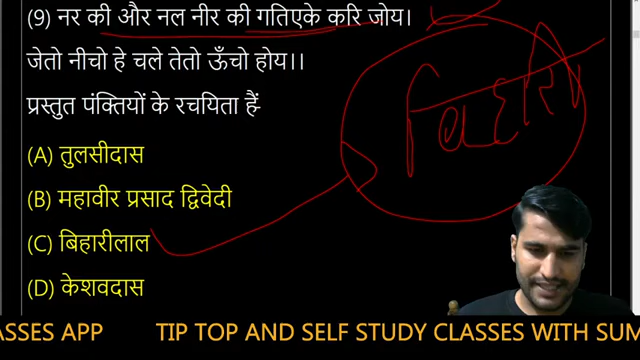 (9) नर की और नल नीर की गतिएके करि जोय।
जेतो नीचो हे चले तेतो ऊँचो होय।।
प्रस्तुत पंक्तियों के रचयिता हैं-
(A) तुलसीदास
(B) महावीर प्रसाद द्विवेदी
(C) बिहारीलाल
(D) केशवदास
बिहारी
ASSES APP TIP TOP AND SELF STUDY CLASSES WITH SUM